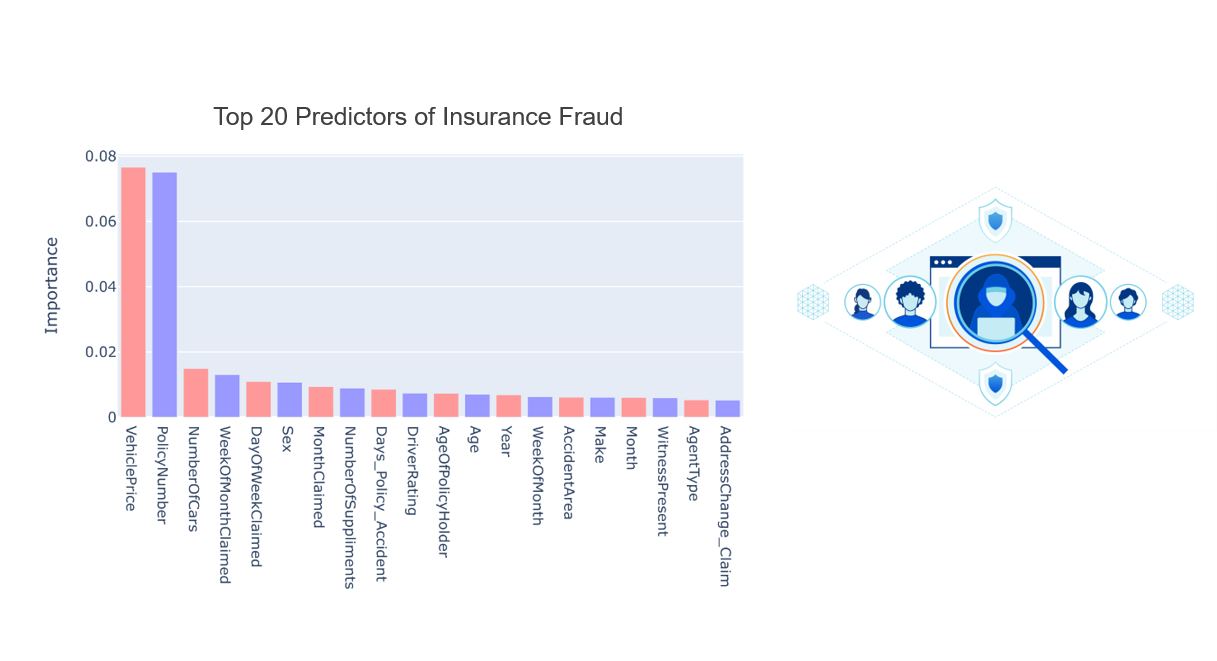 Top 20 Predictors of Insurance Fraud
0.08
0.06
0.04
0.02
0
Importance
VehiclePrice
PolicyNumber
NumberOfCars
WeekOfMonthClaimed
DayOfWeekClaimed
Sex
MonthClaimed
NumberOfSuppliments
Days_Policy_Accident
DriverRating
AgeOfPolicyHolder
Age
Year
WeekOfMonth
AccidentArea
Make
Month
WitnessPresent
AgentType
AddressChange_Claim